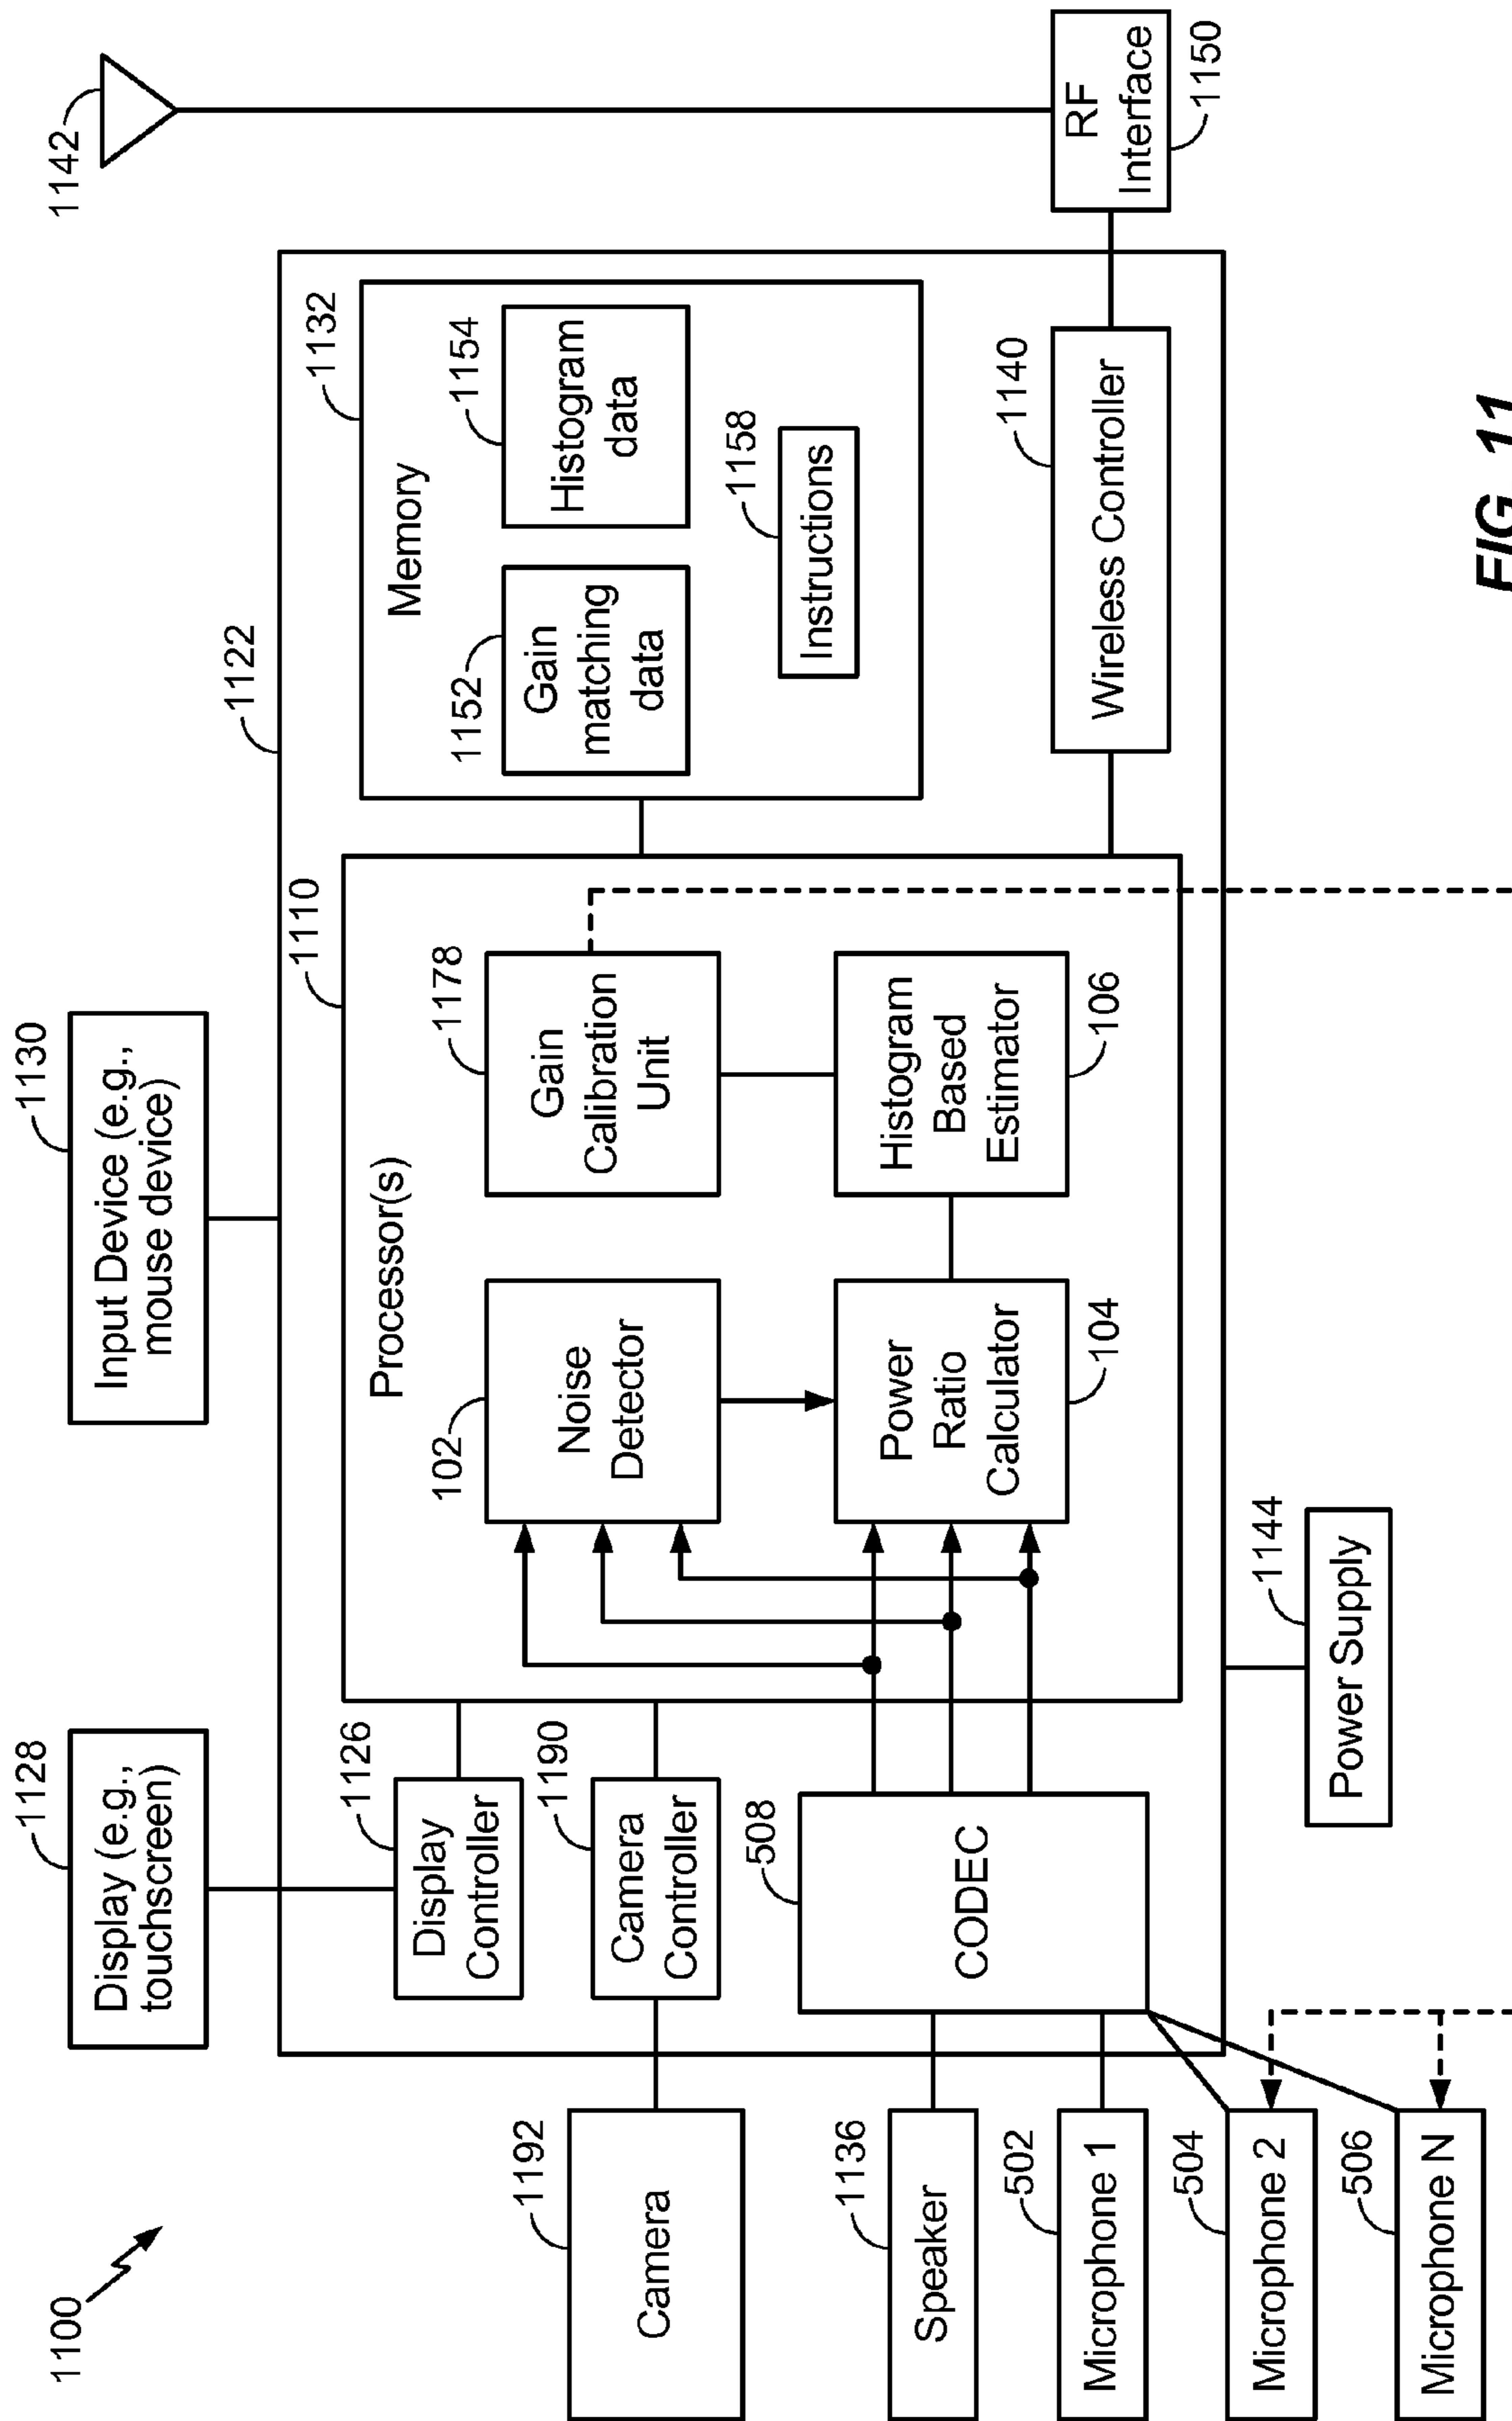 1100
1128
Display (e.g.,
touchscreen)
1130
Input Device (e.g.,
mouse device)
1142
1122
1126
Display
Controller
1190
Camera
Controller
508
CODEC
1110
Processor(s)
102
Noise
Detector
1178
Gain
Calibration
Unit
Power
Ratio
Calculator
104
Histogram
Based
Estimator
106
1132
Memory
1152
Gain
matching
data
1154
Histogram
data
1158
Instructions
1140
Wireless Controller
RF
Interface
1150
1192
Camera
1136
Speaker
502
Microphone 1
504
Microphone 2
506
Microphone N
1144
Power Supply
FIG. 11